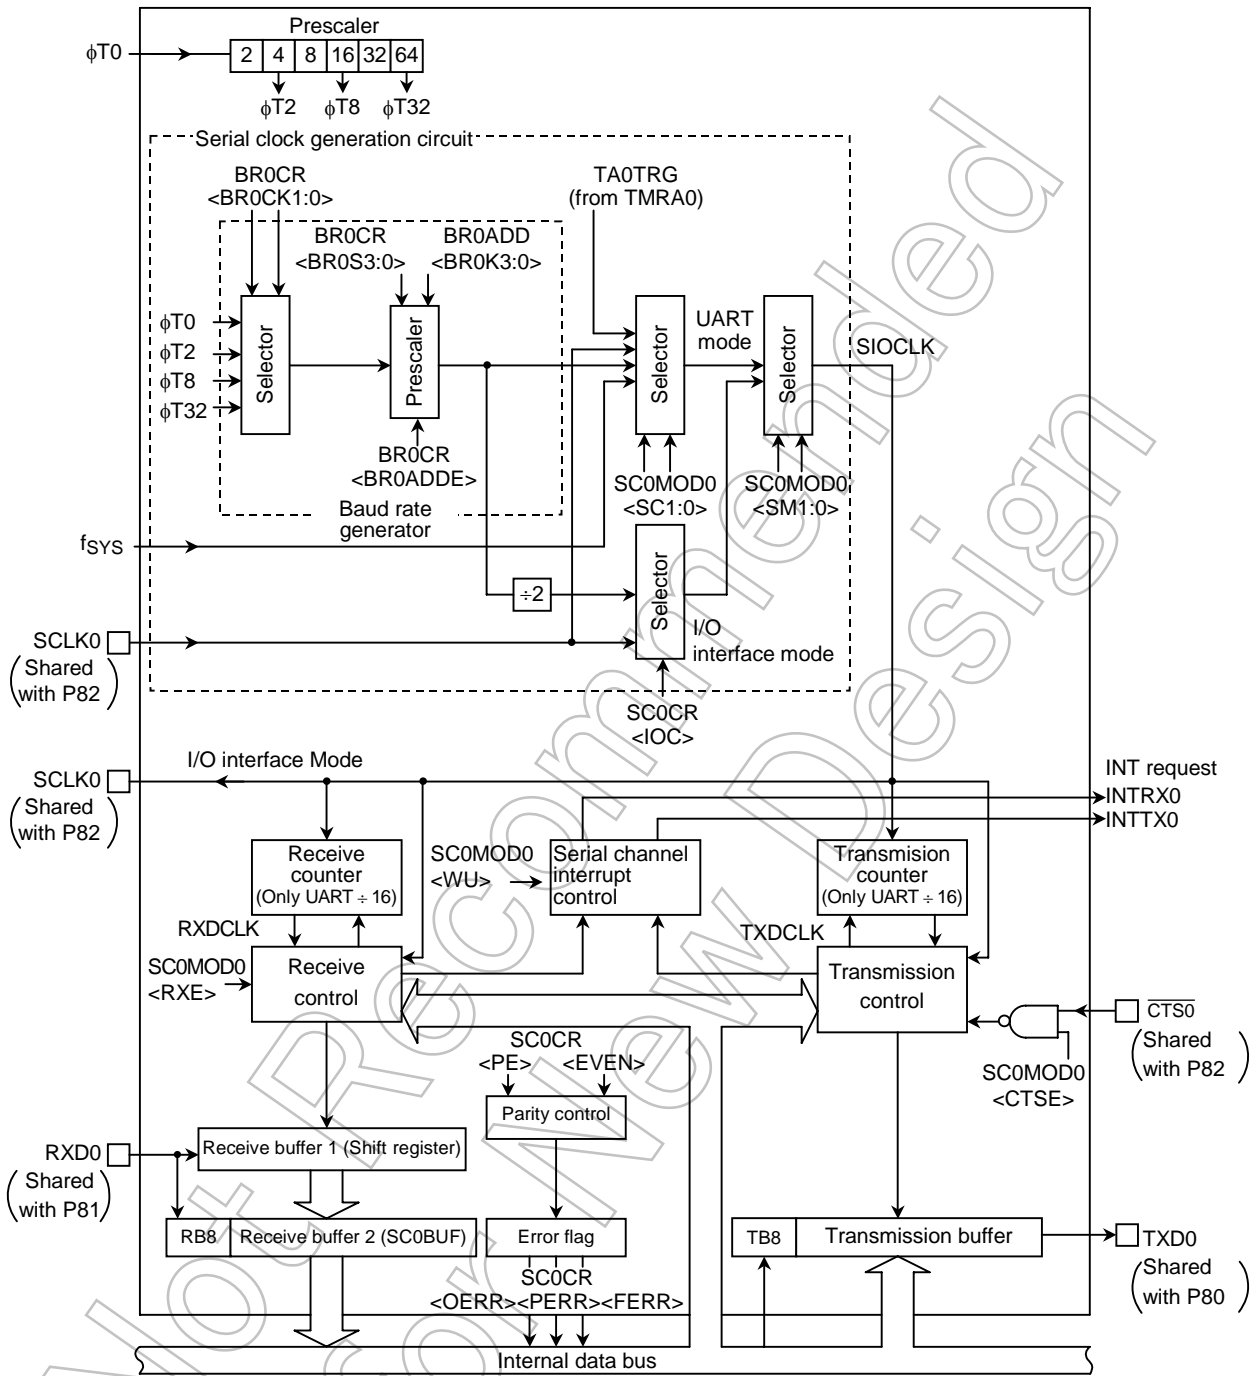 Prescaler
ϕT0
2 4 8 16 32 64
ϕT2 ϕT8 ϕT32
Serial clock generation circuit
BR0CR
<BR0CK1:0>
TA0TRG
(from TMRA0)
BR0CR
<BR0S3:0>
BR0ADD
<BR0K3:0>
ϕT0
ϕT2
ϕT8
ϕT32
Selector
Prescaler
Selector
UART
mode
Selector
SIOCLK
BR0CR
<BR0ADDE>
SC0MOD0
<SC1:0>
SC0MOD0
<SM1:0>
Baud rate
generator
fSYS
÷2
Selector
I/O
interface mode
SCLK0
(Shared
with P82)
SC0CR
<IOC>
SCLK0
(Shared
with P82)
I/O interface Mode
INT request
INTRX0
INTTX0
Receive
counter
(Only UART ÷ 16)
SC0MOD0
<WU>
Serial channel
interrupt
control
Transmision
counter
(Only UART ÷ 16)
RXDCLK
TXDCLK
SC0MOD0
<RXE>
Receive
control
Transmission
control
CTS0
(Shared
with P82)
SC0MOD0
<CTSE>
SC0CR
<PE> <EVEN>
Parity control
RXD0
(Shared
with P81)
Receive buffer 1 (Shift register)
RB8 Receive buffer 2 (SC0BUF)
Error flag
TB8 Transmission buffer
TXD0
(Shared
with P80)
SC0CR
<OERR><PERR><FERR>
Internal data bus
Not Recommended
for New Design